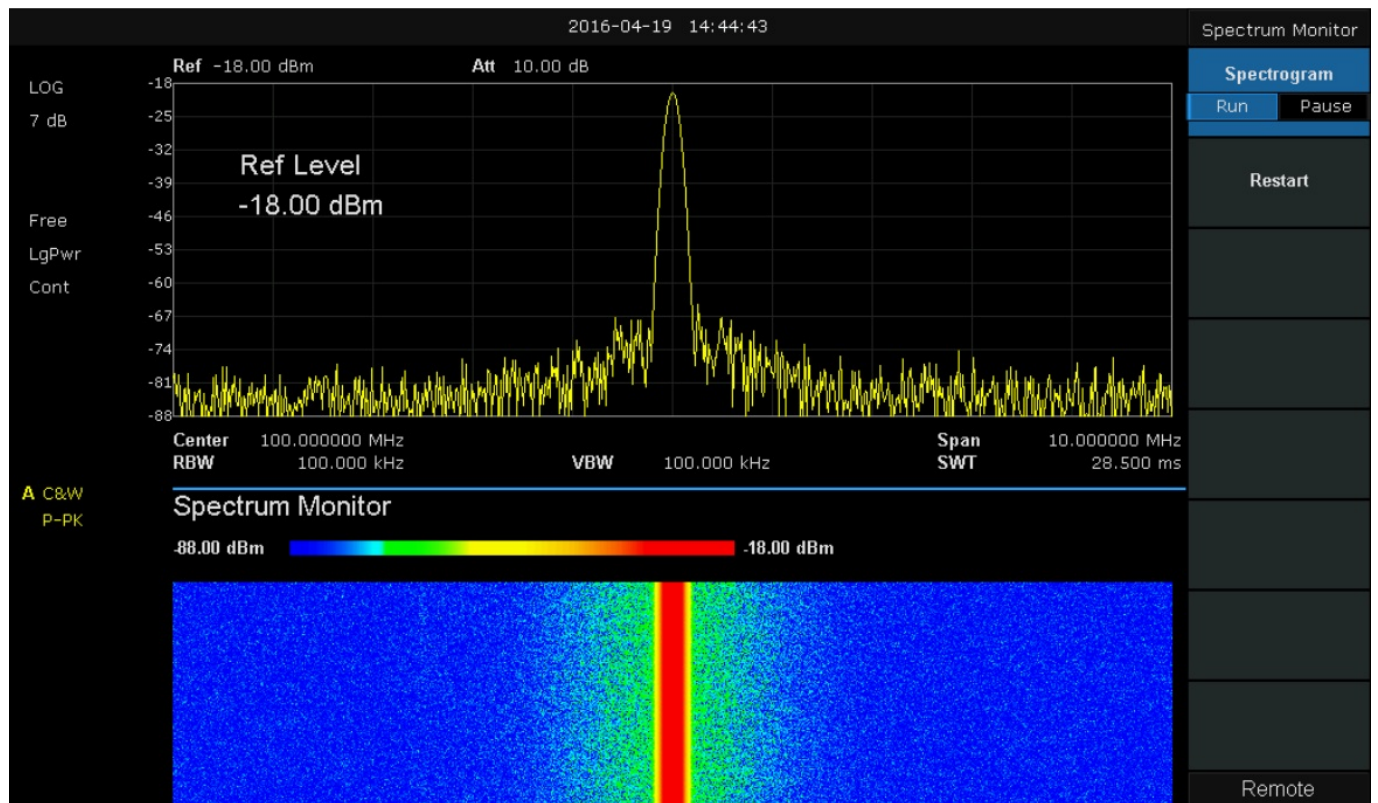 2016-04-19 14:44:43
Spectrum Monitor
Ref -18.00 dBm Att 10.00 dB
LOG
7 dB
Free
LgPwr
Cont
-18
-25
-32
-39
-46
-53
-60
-67
-74
-81
-88
Ref Level
-18.00 dBm
Center 100.000000 MHz Span 10.000000 MHz
RBW 100.000 kHz VBW 100.000 kHz SWT 28.500 ms
A C&W
P-PK
Spectrum Monitor
-88.00 dBm -18.00 dBm
Spectrogram
Run Pause
Restart
Remote